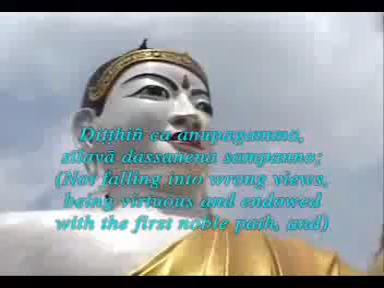 Diṭṭhiñ ca anupagamma,
sīlavā dassanena sampanno;
(Not falling into wrong views,
being virtuous and endowed
with the first noble path, and)